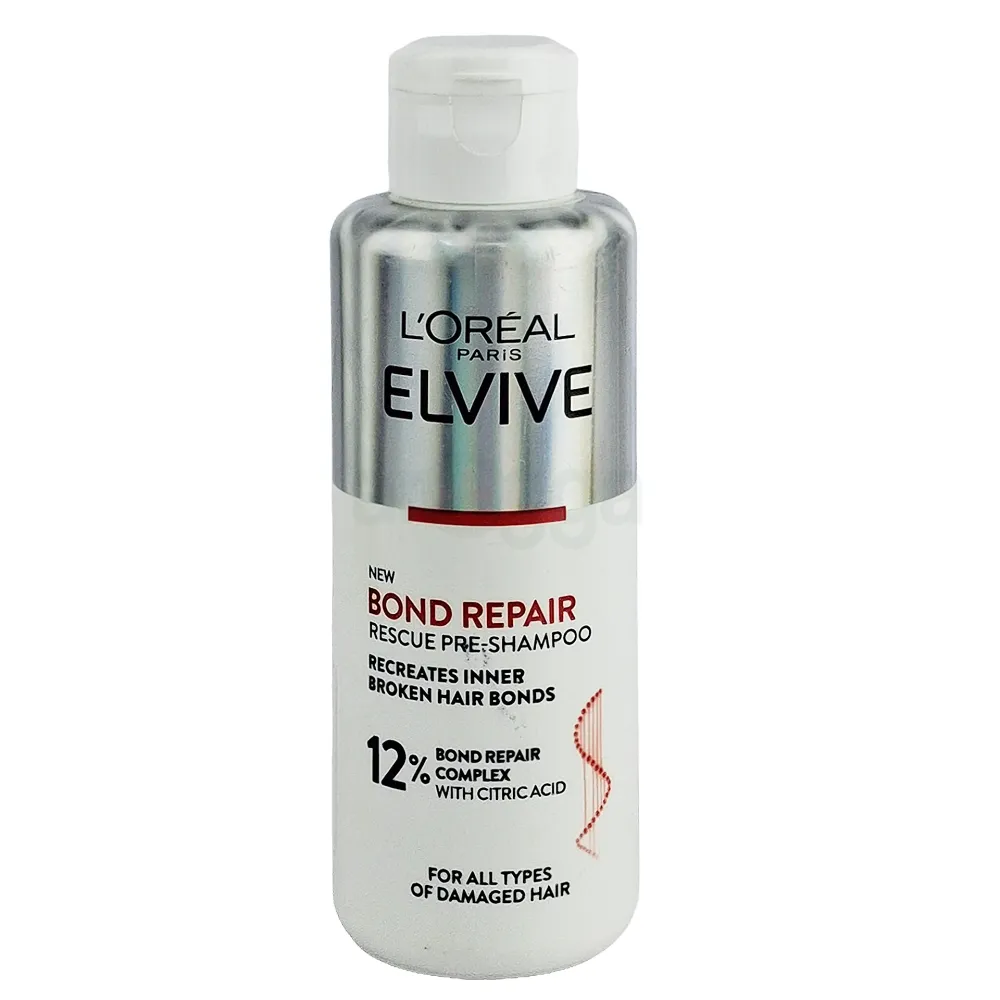 L'ORÉAL
PARIS
ELVIVE
NEW
BOND REPAIR
RESCUE PRE-SHAMPOO
RECREATES INNER
BROKEN HAIR BONDS
12% BOND REPAIR
COMPLEX
WITH CITRIC ACID
FOR ALL TYPES
OF DAMAGED HAIR